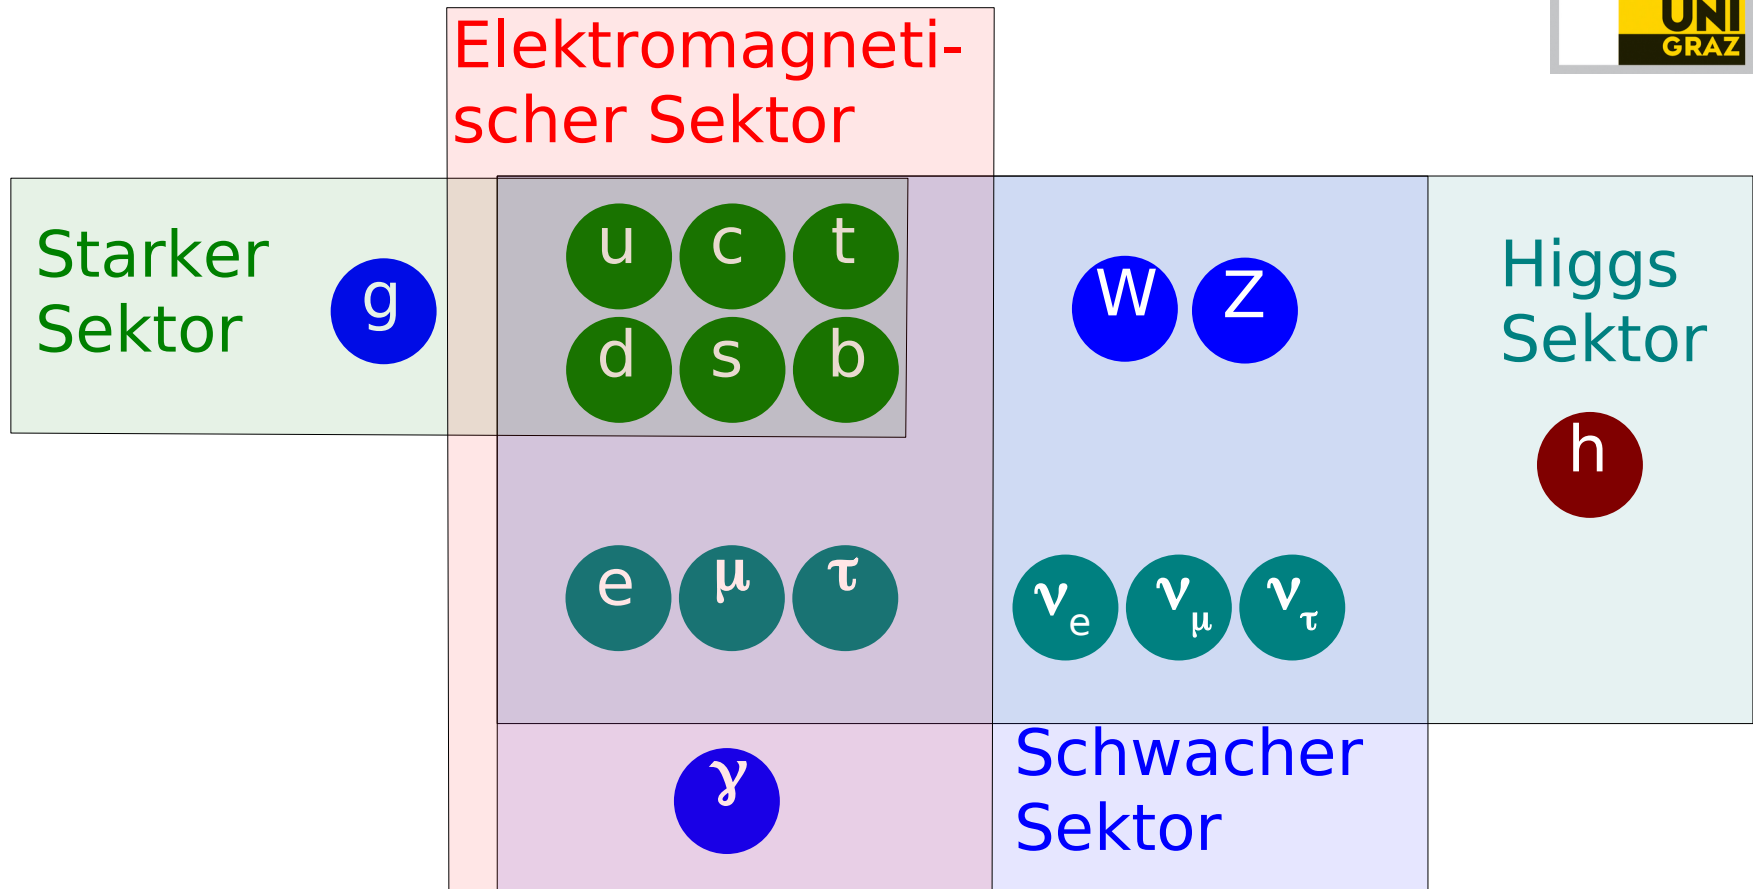 UNI
GRAZ
Elektromagneti-
scher Sektor
Starker
Sektor
g
u c t
d s b
W Z
Higgs
Sektor
h
e μ τ
νe νμ ντ
γ
Schwacher
Sektor